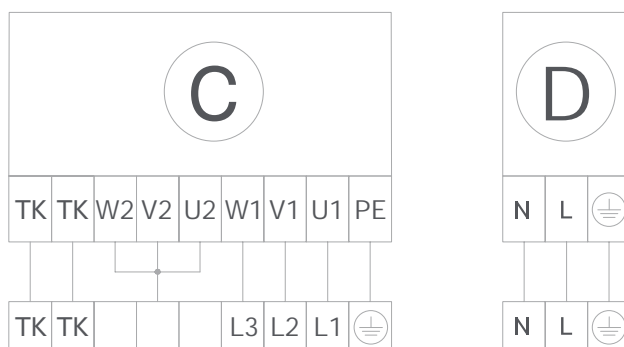 C D
TK TK W2 V2 U2 W1 V1 U1 PE N L
TK TK L3 L2 L1 N L